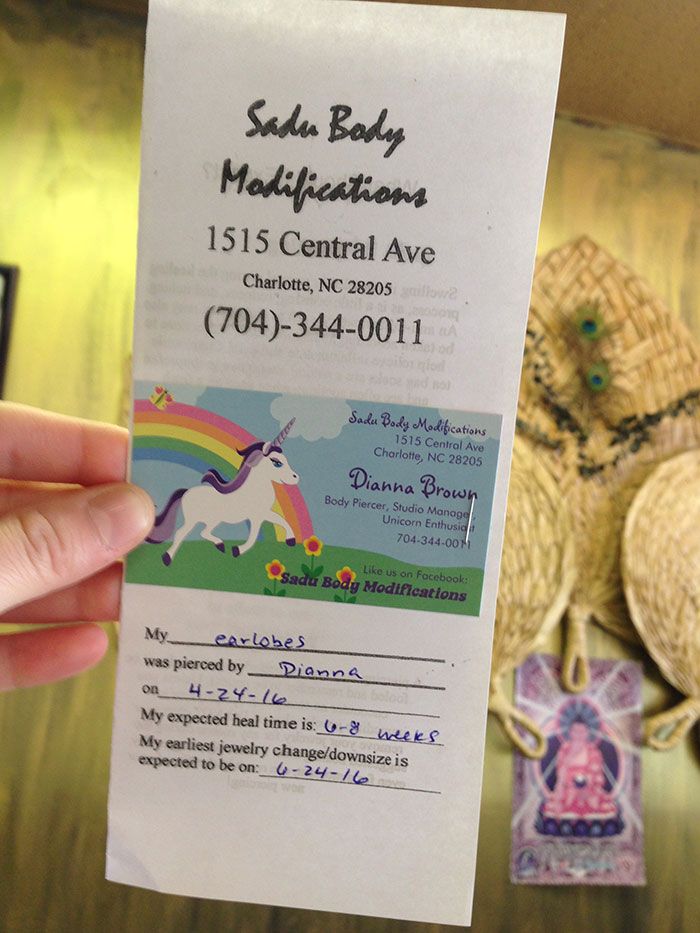 Sadu Body
Modifications
1515 Central Ave
Charlotte, NC 28205
(704)-344-0011
Sadu Body Modifications
1515 Central Ave
Charlotte, NC 28205
Dianna Brown
Body Piercer, Studio Manager
Unicorn Enthusiast
704-344-0011
Like us on Facebook:
Sadu Body Modifications
My earlobes
was pierced by Dianna
on 4-24-16
My expected heal time is: 6-8 weeks
My earliest jewelry change/downsize is
expected to be on: 6-24-16